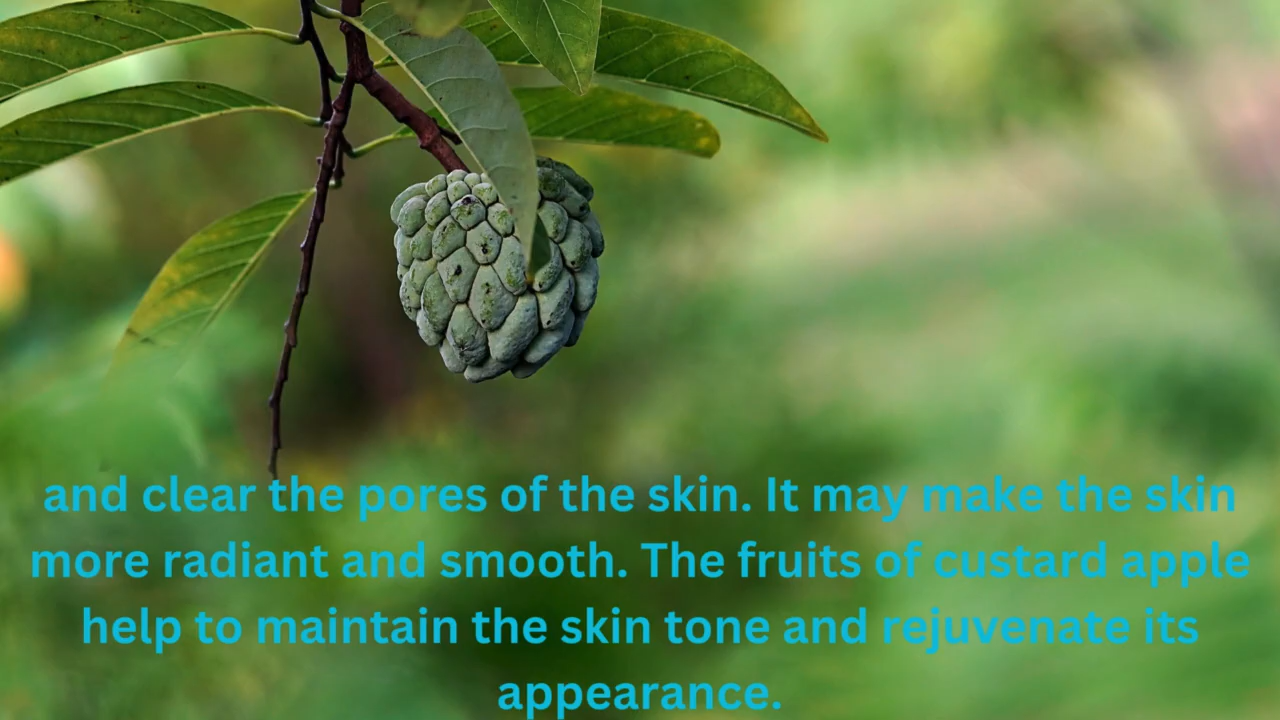 and clear the pores of the skin. It may make the skin
more radiant and smooth. The fruits of custard apple
help to maintain the skin tone and rejuvenate its
appearance.